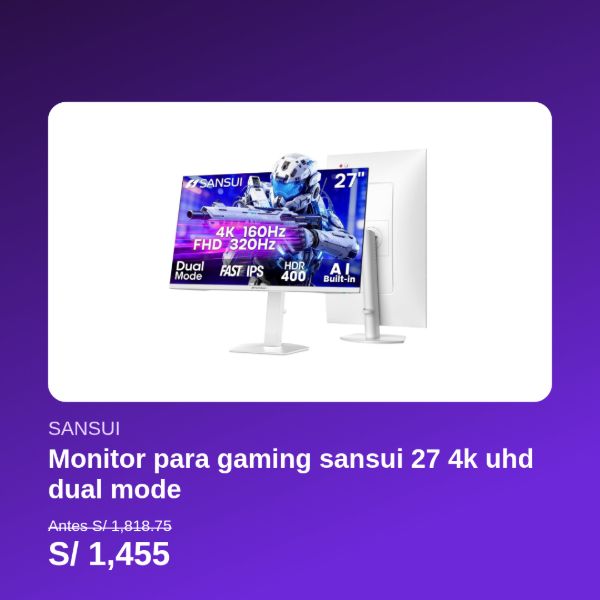 SANSUI
27"
4K 160Hz
FHD 320Hz
Dual Mode
FAST IPS
HDR 400
AI Built-in
SANSUI
Monitor para gaming sansui 27 4k uhd
dual mode
Antes S/ 1,818.75
S/ 1,455